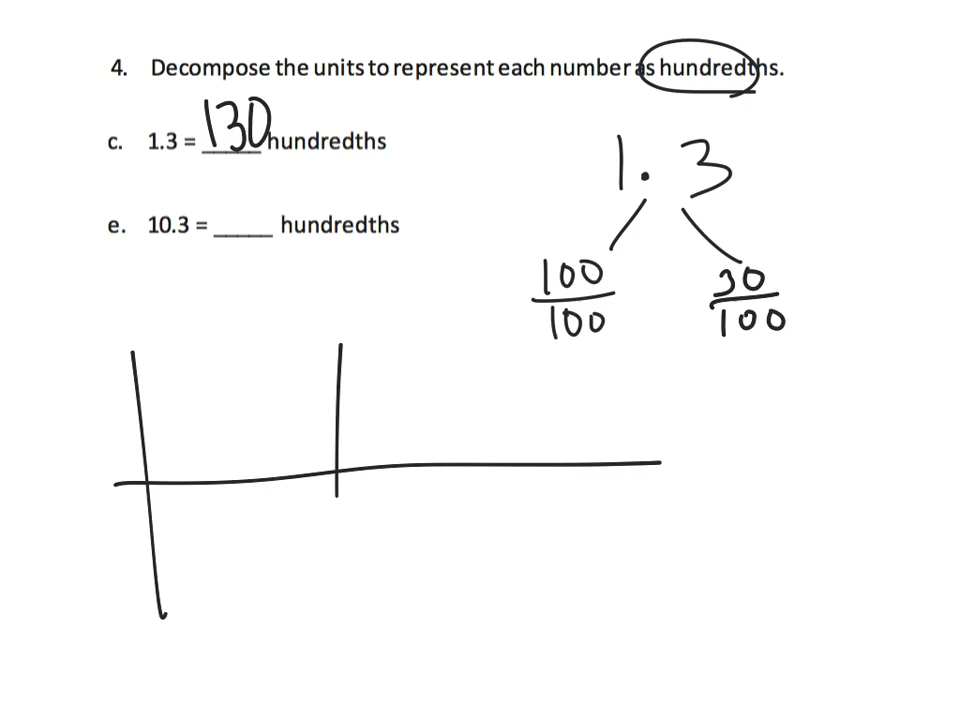 4. Decompose the units to represent each number as hundredths.
c. 1.3 = 130 hundredths
1.3
e. 10.3 = _____ hundredths
100 30
100 100